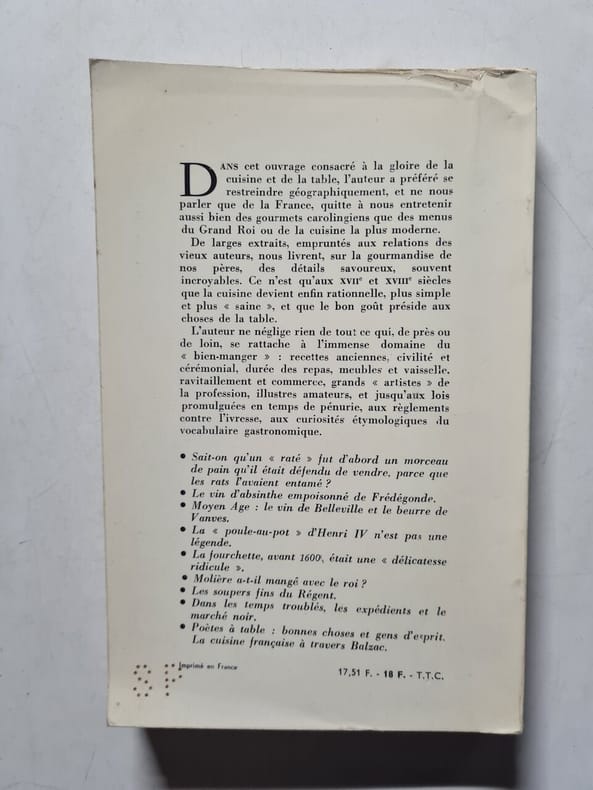 DANS cet ouvrage consacré à la gloire de la
cuisine et de la table, l'auteur a préféré se
restreindre géographiquement, et ne nous
parler que de la France, quitte à nous entretenir
aussi bien des gourmets carolingiens que des menus
du Grand Roi ou de la cuisine la plus moderne.
De larges extraits, empruntés aux relations des
vieux auteurs, nous livrent, sur la gourmandise de
nos pères, des détails savoureux, souvent
incroyables. Ce n'est qu'aux XVIIe et XVIIIe siècles
que la cuisine devient enfin rationnelle, plus simple
et plus « saine », et que le bon goût préside aux
choses de la table.
L'auteur ne néglige rien de tout ce qui, de près ou
de loin, se rattache à l'immense domaine du
« bien-manger » : recettes anciennes, civilité et
cérémonial, durée des repas, meubles et vaisselle,
ravitaillement et commerce, grands « artistes » de
la profession, illustres amateurs, et jusqu'aux lois
promulguées en temps de pénurie, aux règlements
contre l'ivresse, aux curiosités étymologiques du
vocabulaire gastronomique.
• Sait-on qu'un « raté » fut d'abord un morceau
de pain qu'il était défendu de vendre, parce que
les rats l'avaient entamé ?
• Le vin d'absinthe empoisonné de Frédégonde.
• Moyen Age : le vin de Belleville et le beurre de
Vanves.
• La « poule-au-pot » d'Henri IV n'est pas une
légende.
• La fourchette, avant 1600, était une « délicatesse
ridicule ».
• Molière a-t-il mangé avec le roi ?
• Les soupers fins du Régent.
• Dans les temps troublés, les expédients et le
marché noir.
• Poètes à table : bonnes choses et gens d'esprit.
La cuisine française à travers Balzac.
Imprimé en France
17,51 F. - 18 F. - T.T.C.
SP